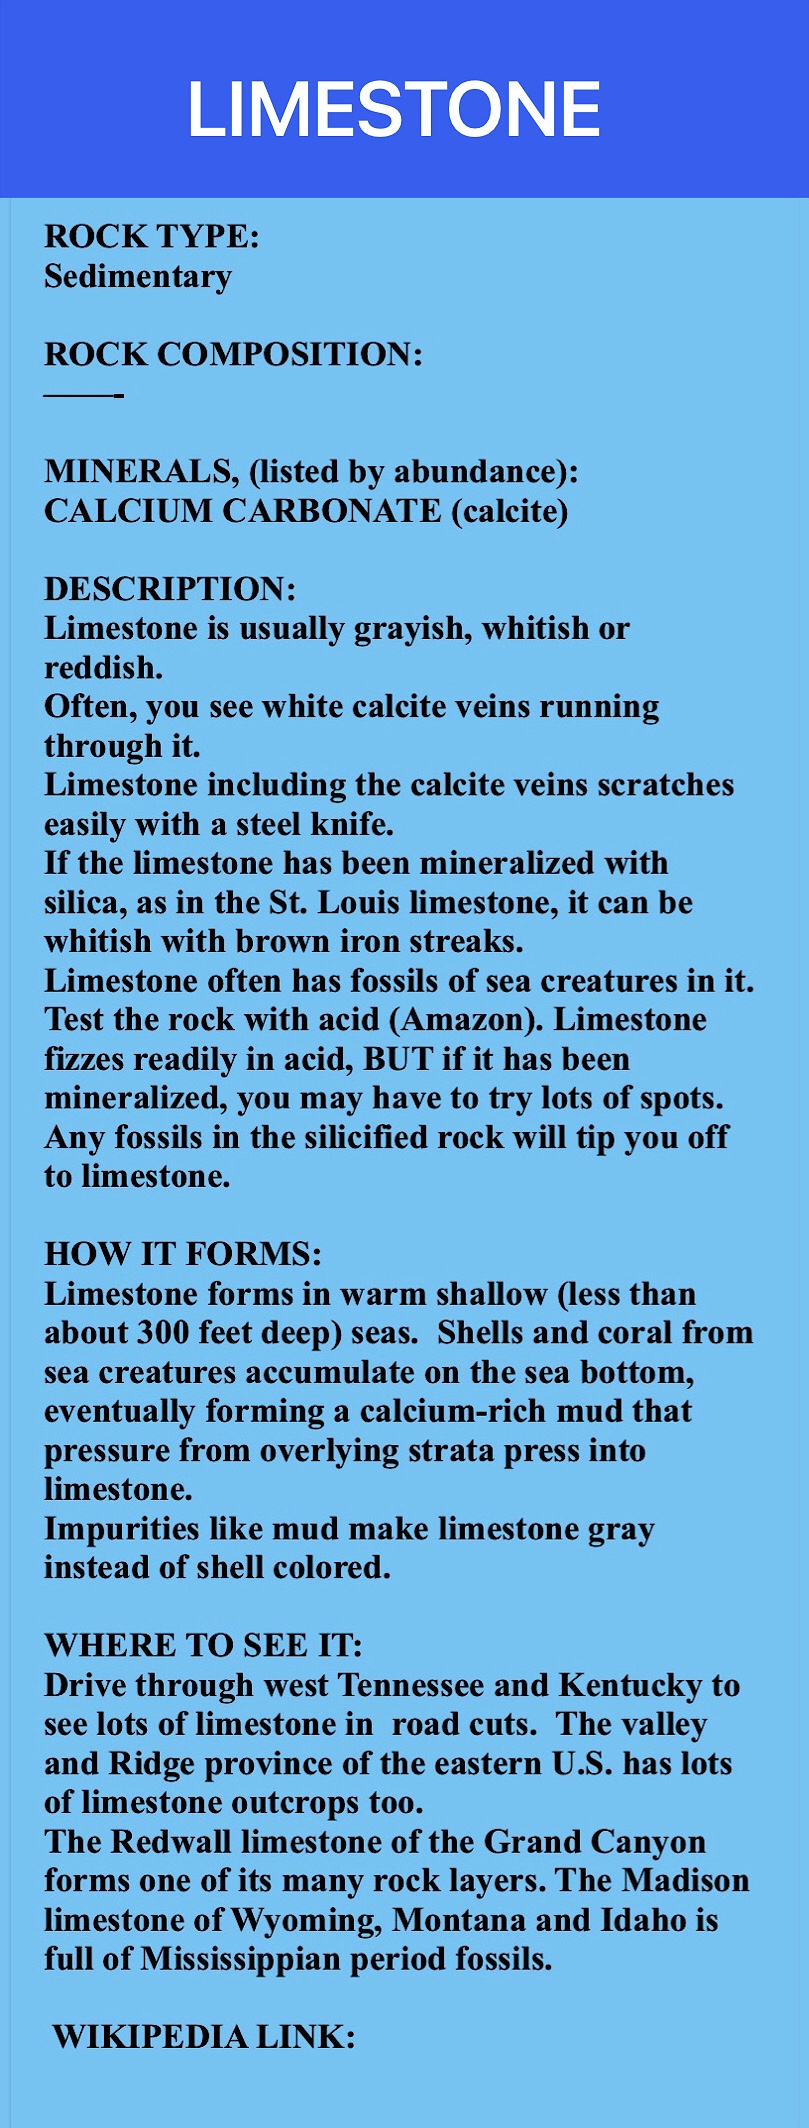 LIMESTONE
ROCK TYPE:
Sedimentary
ROCK COMPOSITION:
——-
MINERALS, (listed by abundance):
CALCIUM CARBONATE (calcite)
DESCRIPTION:
Limestone is usually grayish, whitish or
reddish.
Often, you see white calcite veins running
through it.
Limestone including the calcite veins scratches
easily with a steel knife.
If the limestone has been mineralized with
silica, as in the St. Louis limestone, it can be
whitish with brown iron streaks.
Limestone often has fossils of sea creatures in it.
Test the rock with acid (Amazon). Limestone
fizzes readily in acid, BUT if it has been
mineralized, you may have to try lots of spots.
Any fossils in the silicified rock will tip you off
to limestone.
HOW IT FORMS:
Limestone forms in warm shallow (less than
about 300 feet deep) seas.  Shells and coral from
sea creatures accumulate on the sea bottom,
eventually forming a calcium-rich mud that
pressure from overlying strata press into
limestone.
Impurities like mud make limestone gray
instead of shell colored.
WHERE TO SEE IT:
Drive through west Tennessee and Kentucky to
see lots of limestone in  road cuts.  The valley
and Ridge province of the eastern U.S. has lots
of limestone outcrops too.
The Redwall limestone of the Grand Canyon
forms one of its many rock layers. The Madison
limestone of Wyoming, Montana and Idaho is
full of Mississippian period fossils.
WIKIPEDIA LINK: